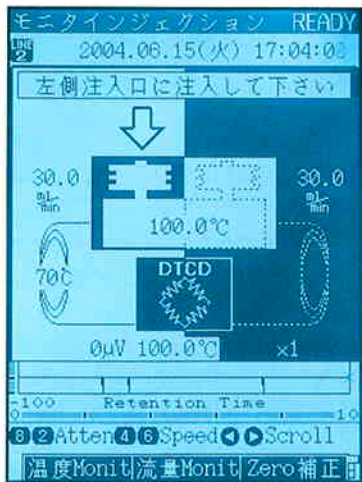 モニタインジェクション READY
LINE 2 2004.06.15(火) 17:04:08
左側注入口に注入して下さい
30.0 ml/min 30.0 ml/min
100.0℃
70℃
DTCD
0μV 100.0℃ ×1
-100 Retention Time
0 10
8 2 Atten 4 6 Speed Scroll
温度Monit 流量Monit Zero補正